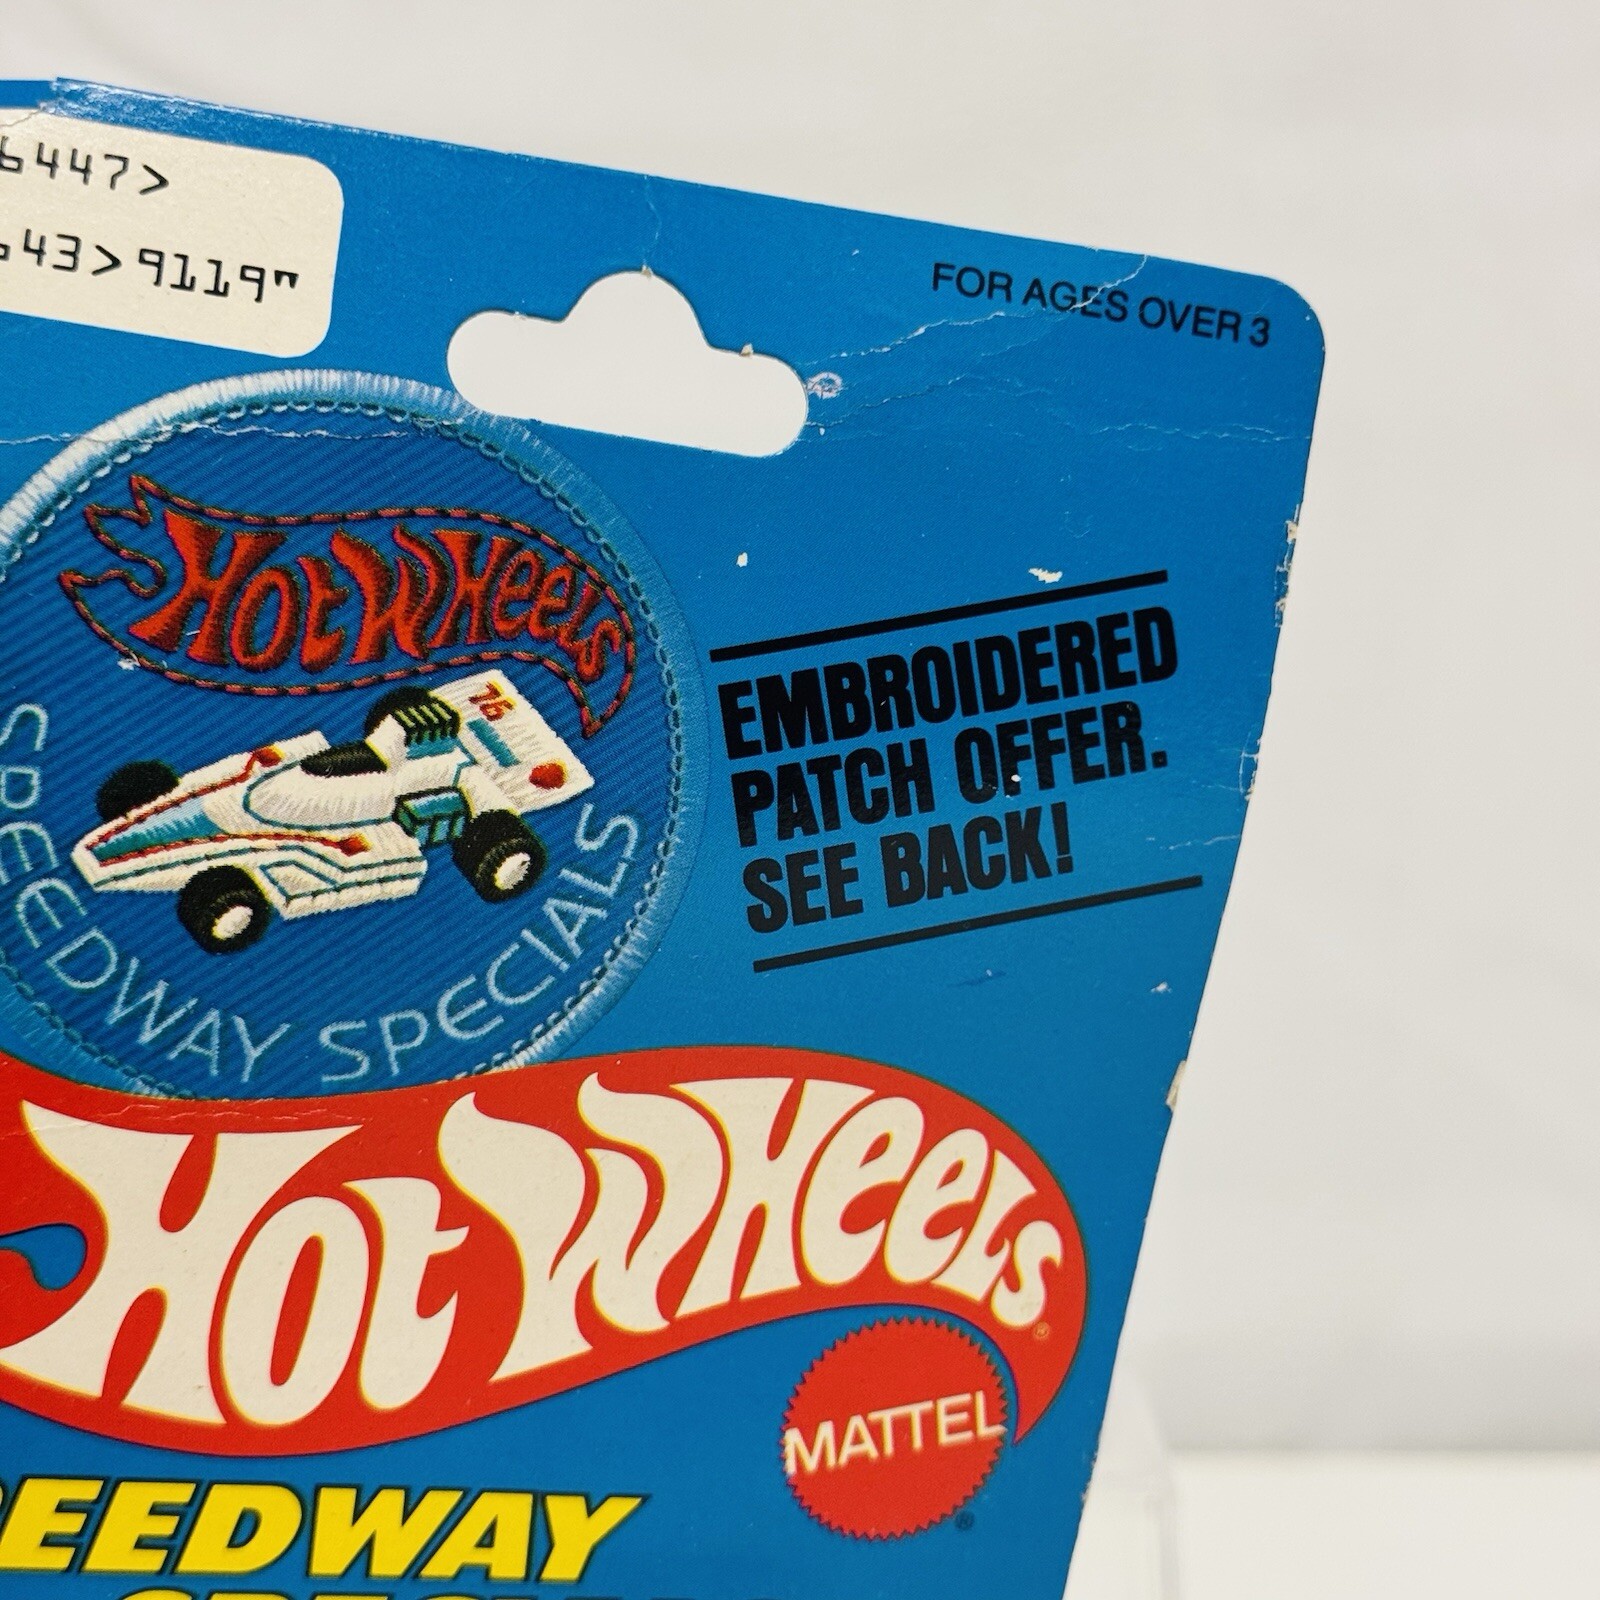 6447>
643>9119"
FOR AGES OVER 3
HOT WHEELS
76
SPEEDWAY SPECIALS
EMBROIDERED
PATCH OFFER.
SEE BACK!
HOT WHEELS®
MATTEL®
EEDWAY